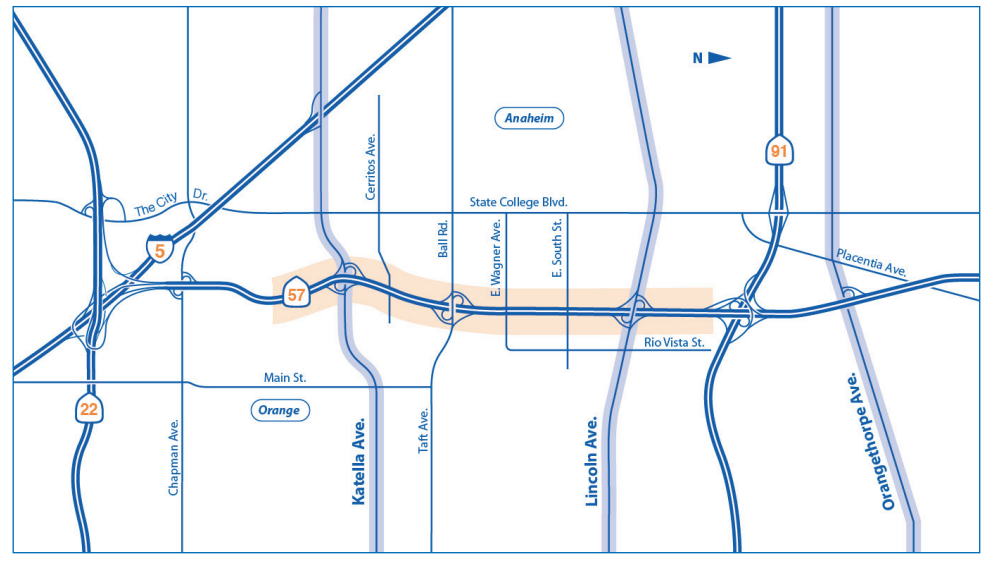 N
Anaheim
91
Cerritos Ave.
The City Dr.
State College Blvd.
5
Ball Rd.
E. Wagner Ave.
E. South St.
Placentia Ave.
57
Rio Vista St.
Main St.
22
Orange
Chapman Ave.
Katella Ave.
Taft Ave.
Lincoln Ave.
Orangethorpe Ave.